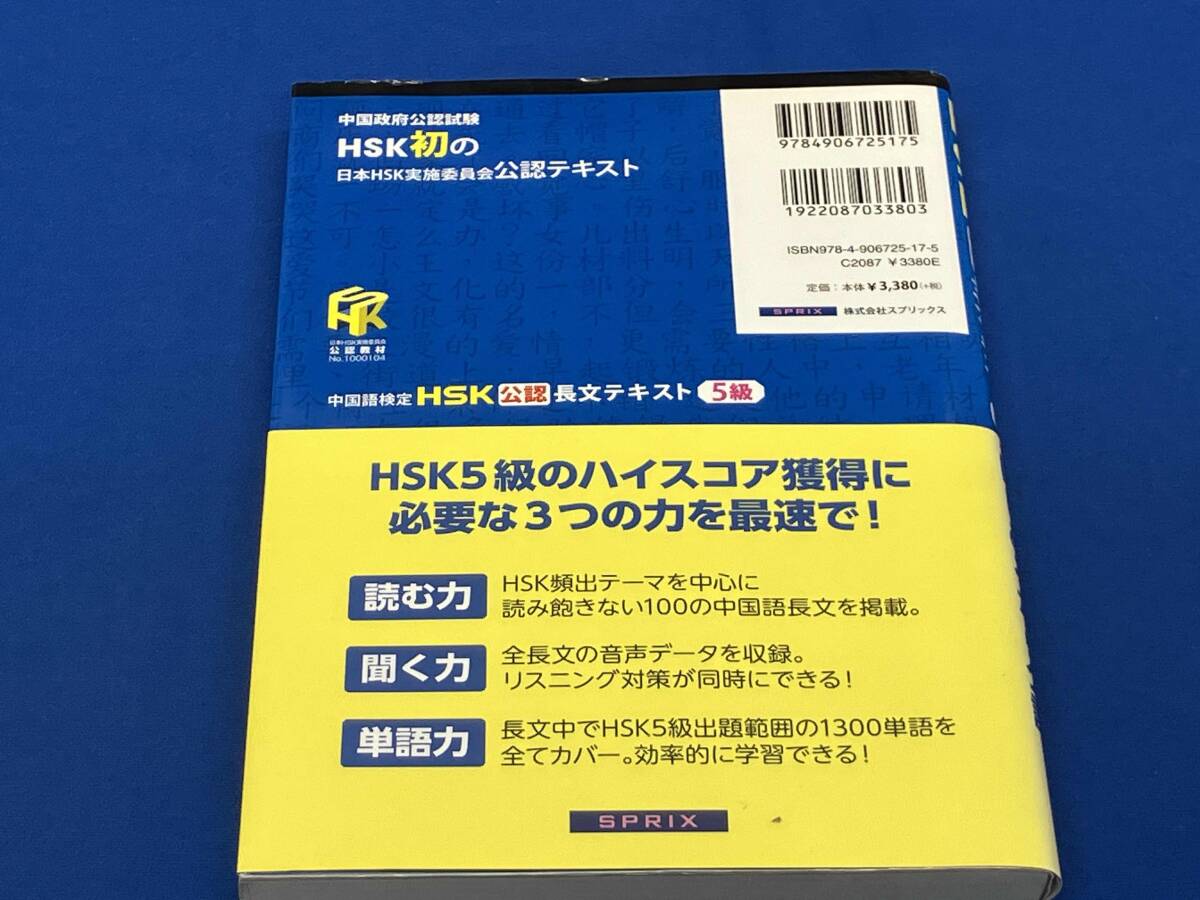 中国政府公認試験
HSK初の
日本HSK実施委員会公認テキスト
9784906725175
1922087033803
ISBN978-4-906725-17-5
C2087 ¥3380E
定価：本体¥3,380（+税）
SPRIX 株式会社スプリックス
日本HSK実施委員会
公認教材
No.1000104
中国語検定HSK公認長文テキスト5級
HSK5級のハイスコア獲得に
必要な3つの力を最速で！
読む力
HSK頻出テーマを中心に
読み飽きない100の中国語長文を掲載。
聞く力
全長文の音声データを収録。
リスニング対策が同時にできる！
単語力
長文中でHSK5級出題範囲の1300単語を
全てカバー。効率的に学習できる！
SPRIX